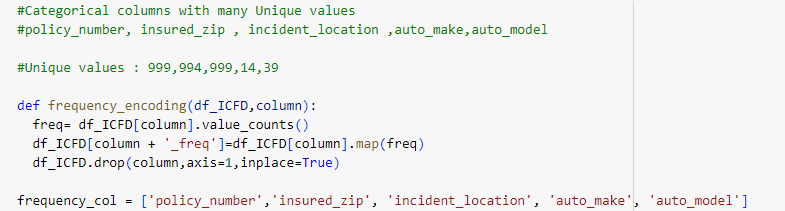 #Categorical columns with many Unique values
#policy_number, insured_zip , incident_location ,auto_make,auto_model
#Unique values : 999,994,999,14,39
def frequency_encoding(df_ICFD,column):
  freq= df_ICFD[column].value_counts()
  df_ICFD[column + '_freq']=df_ICFD[column].map(freq)
  df_ICFD.drop(column,axis=1,inplace=True)
frequency_col = ['policy_number','insured_zip', 'incident_location', 'auto_make', 'auto_model']